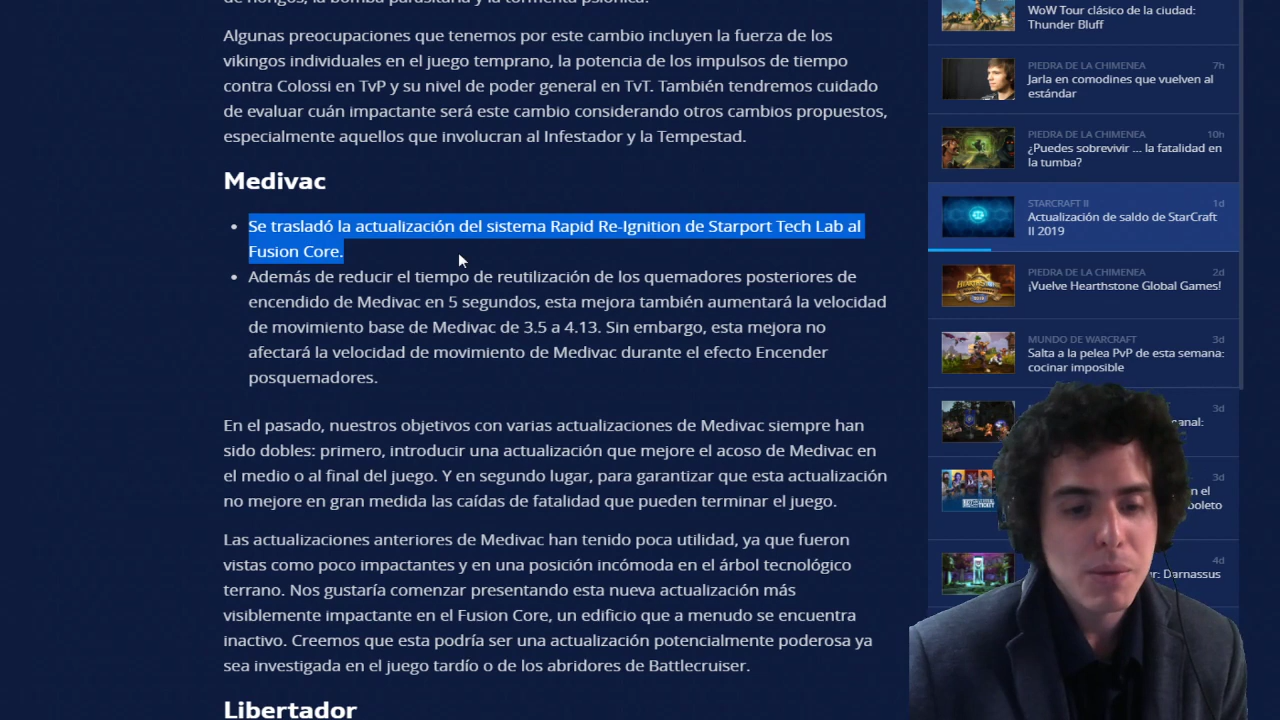 de hongos, la bomba parasitaria y la tormenta psiónica.
Algunas preocupaciones que tenemos por este cambio incluyen la fuerza de los
vikingos individuales en el juego temprano, la potencia de los impulsos de tiempo
contra Colossi en TvP y su nivel de poder general en TvT. También tendremos cuidado
de evaluar cuán impactante será este cambio considerando otros cambios propuestos,
especialmente aquellos que involucran al Infestador y la Tempestad.
Medivac
Se trasladó la actualización del sistema Rapid Re-Ignition de Starport Tech Lab al
Fusion Core.
Además de reducir el tiempo de reutilización de los quemadores posteriores de
encendido de Medivac en 5 segundos, esta mejora también aumentará la velocidad
de movimiento base de Medivac de 3.5 a 4.13. Sin embargo, esta mejora no
afectará la velocidad de movimiento de Medivac durante el efecto Encender
posquemadores.
En el pasado, nuestros objetivos con varias actualizaciones de Medivac siempre han
sido dobles: primero, introducir una actualización que mejore el acoso de Medivac en
el medio o al final del juego. Y en segundo lugar, para garantizar que esta actualización
no mejore en gran medida las caídas de fatalidad que pueden terminar el juego.
Las actualizaciones anteriores de Medivac han tenido poca utilidad, ya que fueron
vistas como poco impactantes y en una posición incómoda en el árbol tecnológico
terrano. Nos gustaría comenzar presentando esta nueva actualización más
visiblemente impactante en el Fusion Core, un edificio que a menudo se encuentra
inactivo. Creemos que esta podría ser una actualización potencialmente poderosa ya
sea investigada en el juego tardío o de los abridores de Battlecruiser.
Libertador
WoW Tour clásico de la ciudad:
Thunder Bluff
PIEDRA DE LA CHIMENEA 7h
Jarla en comodines que vuelven al
estándar
PIEDRA DE LA CHIMENEA 10h
¿Puedes sobrevivir ... la fatalidad en
la tumba?
STARCRAFT II 1d
Actualización de saldo de StarCraft
II 2019
PIEDRA DE LA CHIMENEA 2d
¡Vuelve Hearthstone Global Games!
MUNDO DE WARCRAFT 3d
Salta a la pelea PvP de esta semana:
cocinar imposible
3d
anal:
3d
en el
boleto
4d
ur: Darnassus